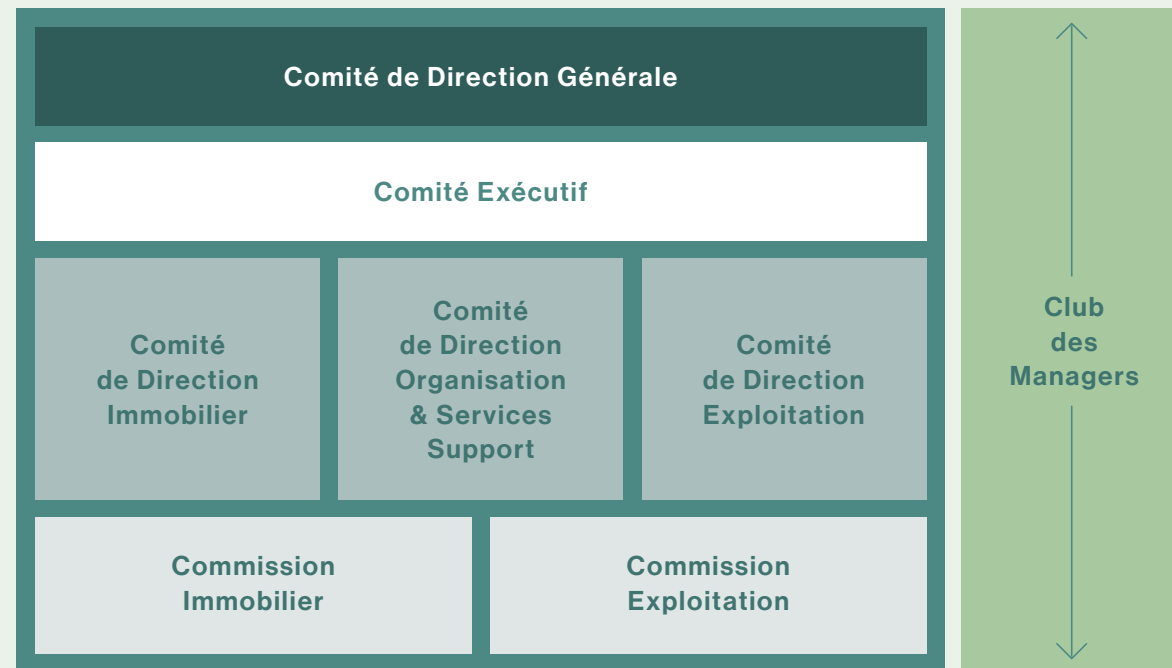 Comité de Direction Générale
Comité Exécutif
Comité
de Direction
Immobilier
Comité
de Direction
Organisation
& Services
Support
Comité
de Direction
Exploitation
Commission
Immobilier
Commission
Exploitation
Club
des
Managers